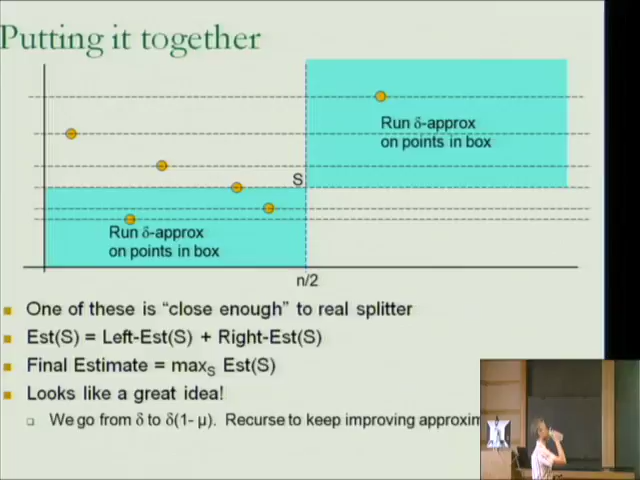 Putting it together
Run δ-approx
on points in box
S
Run δ-approx
on points in box
n/2
One of these is "close enough" to real splitter
Est(S) = Left-Est(S) + Right-Est(S)
Final Estimate = maxS Est(S)
Looks like a great idea!
We go from δ to δ(1- μ). Recurse to keep improving